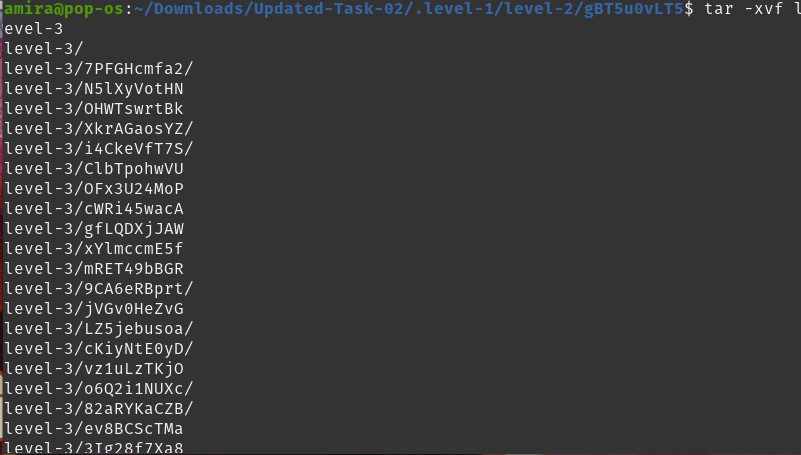 amira@pop-os:~/Downloads/Updated-Task-02/.level-1/level-2/gBT5u0vLT5$ tar -xvf l
evel-3
level-3/
level-3/7PFGHcmfa2/
level-3/N5lXyVotHN
level-3/OHWTswrtBk
level-3/XkrAGaosYZ/
level-3/i4CkeVfT7S/
level-3/ClbTpohwVU
level-3/OFx3U24MoP
level-3/cWRi45wacA
level-3/gfLQDXjJAW
level-3/xYlmccmE5f
level-3/mRET49bBGR
level-3/9CA6eRBprt/
level-3/jVGv0HeZvG
level-3/LZ5jebusoa/
level-3/cKiyNtE0yD/
level-3/vz1uLzTKjO
level-3/o6Q2i1NUXc/
level-3/82aRYKaCZB/
level-3/ev8BCScTMa
level-3/3Ig28f7Xa8